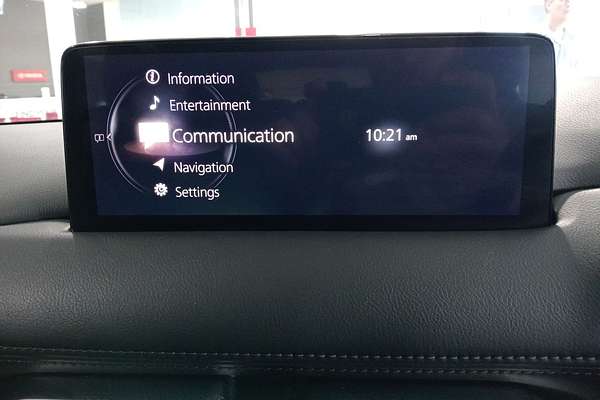 Information
Entertainment
Communication
10:21 am
Navigation
Settings